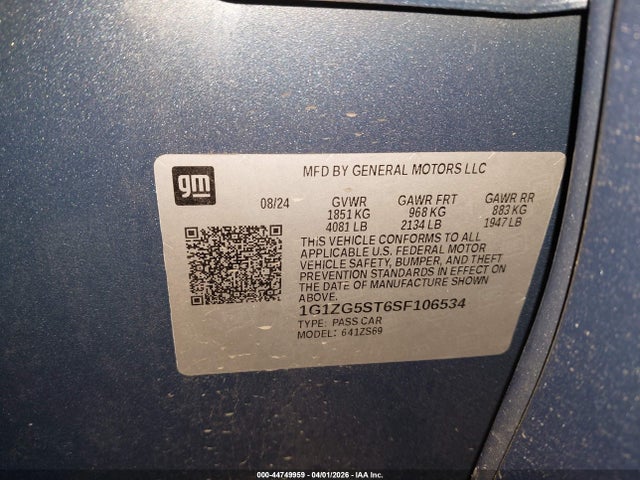 MFD BY GENERAL MOTORS LLC
gm
08/24 GVWR GAWR FRT GAWR RR
1851 KG 968 KG 883 KG
4081 LB 2134 LB 1947 LB
THIS VEHICLE CONFORMS TO ALL
APPLICABLE U.S. FEDERAL MOTOR
VEHICLE SAFETY, BUMPER, AND THEFT
PREVENTION STANDARDS IN EFFECT ON
THE DATE OF MANUFACTURE SHOWN
ABOVE.
1G1ZG5ST6SF106534
TYPE: PASS CAR
MODEL: 641ZS69
000-44749959 | 04/01/2026 | IAA Inc.